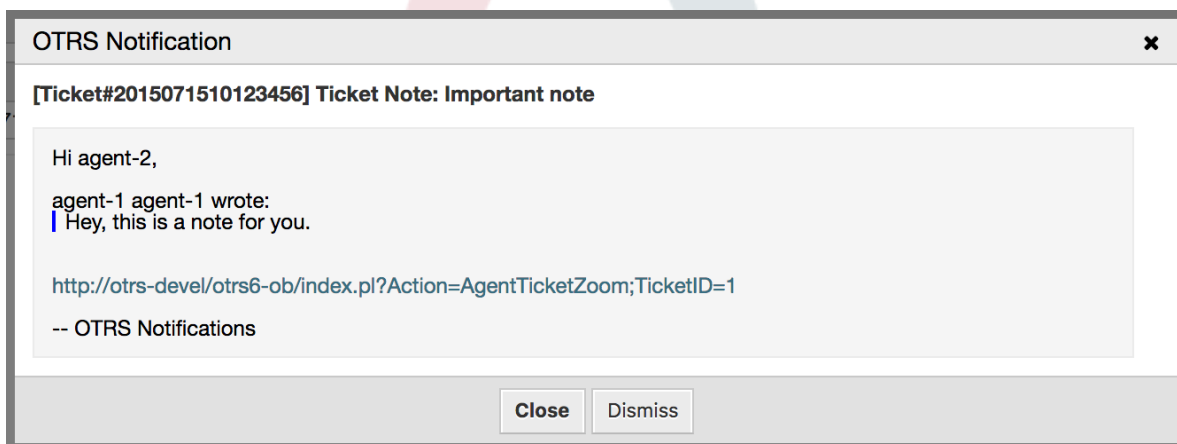 OTRS Notification
[Ticket#2015071510123456] Ticket Note: Important note
Hi agent-2,
agent-1 agent-1 wrote:
Hey, this is a note for you.
http://otrs-devel/otrs6-ob/index.pl?Action=AgentTicketZoom;TicketID=1
-- OTRS Notifications
Close
Dismiss